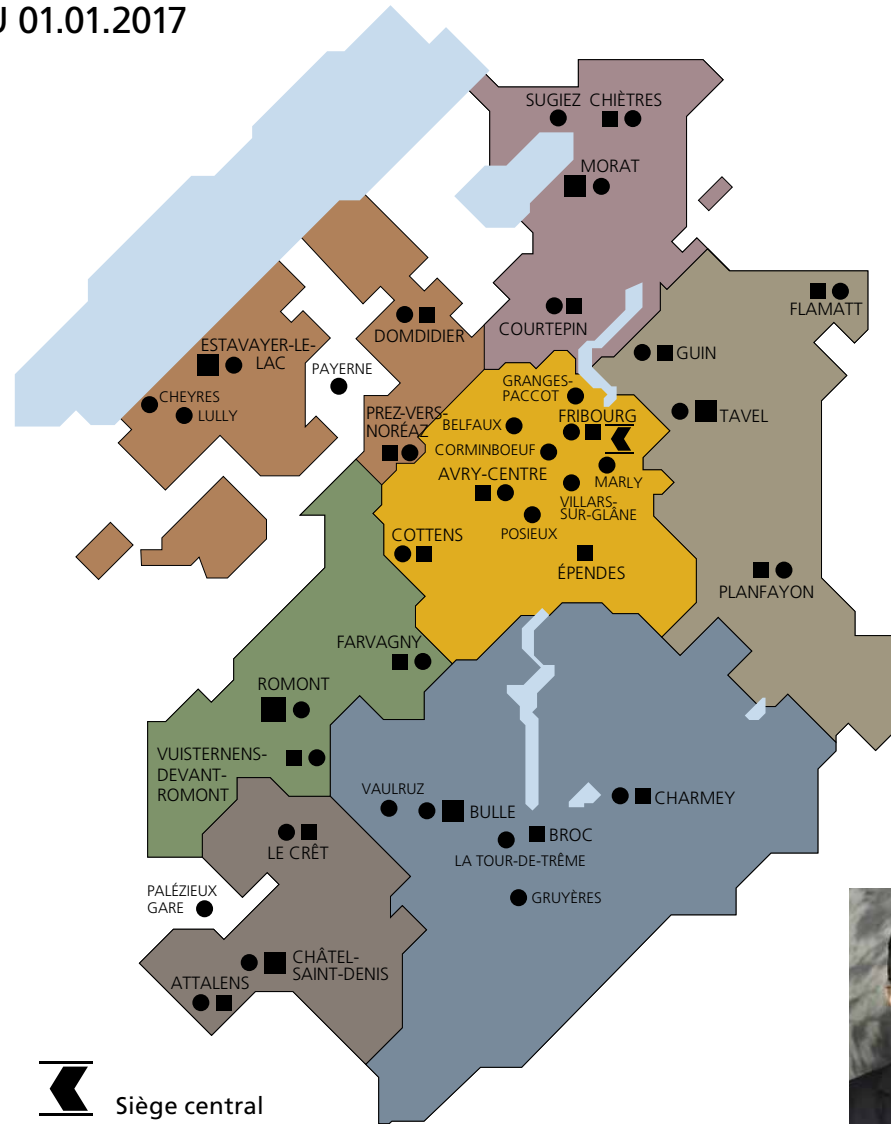 U 01.01.2017
SUGIEZ
CHIÈTRES
MORAT
FLAMATT
COURTEPIN
DOMDIDIER
GUIN
ESTAVAYER-LE-
LAC
PAYERNE
GRANGES-
PACCOT
CHEYRES
LULLY
PREZ-VERS-
NORÉAZ
BELFAUX
FRIBOURG
TAVEL
CORMINBOEUF
AVRY-CENTRE
MARLY
VILLARS-
SUR-GLÂNE
POSIEUX
COTTENS
ÉPENDES
PLANFAYON
FARVAGNY
ROMONT
VUISTERNENS-
DEVANT-
ROMONT
VAULRUZ
BULLE
CHARMEY
BROC
LA TOUR-DE-TRÊME
LE CRÊT
GRUYÈRES
PALÉZIEUX
GARE
CHÂTEL-
SAINT-DENIS
ATTALENS
Siège central